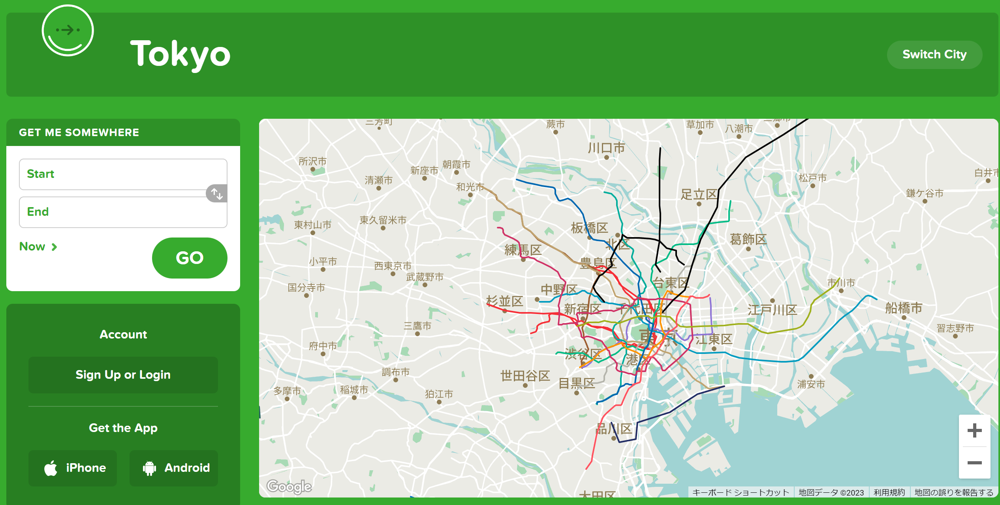 Tokyo
Switch City
GET ME SOMEWHERE
Start
End
Now
GO
Account
Sign Up or Login
Get the App
iPhone
Android
三芳町
蕨市
草加市
八潮市
三郷市
川口市
所沢市
朝霞市
新座市
清瀬市
和光市
足立区
松戸市
白井市
鎌ケ谷市
東村山市
東久留米市
板橋区
北区
葛飾区
練馬区
小平市
西東京市
豊島区
武蔵野市
国分寺市
中野区
台東区
市川市
杉並区
新宿区
千代田区
江戸川区
船橋市
三鷹市
習志野市
東京
江東区
府中市
渋谷区
港区
調布市
世田谷区
目黒区
浦安市
多摩市
稲城市
狛江市
品川区
大田区
Google
キーボード ショートカット
地図データ ©2023
利用規約
地図の誤りを報告する